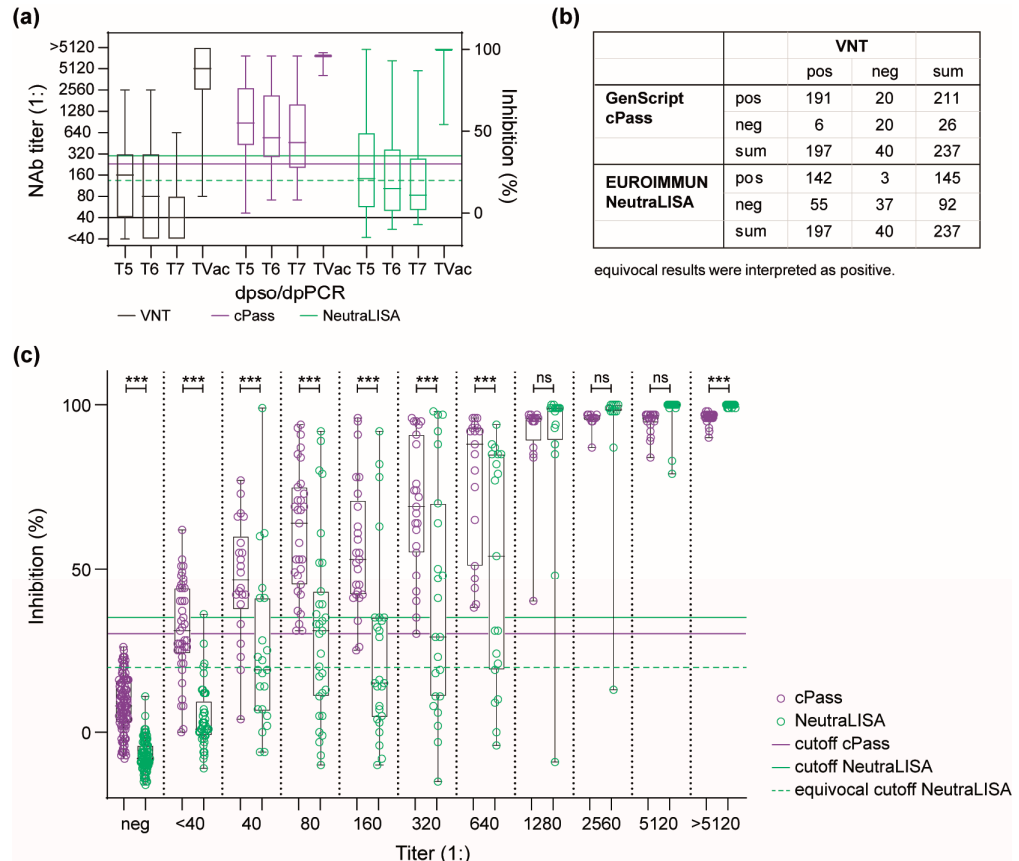 (a)
NAb titer (1:)
>5120
5120
2560
1280
640
320
160
80
40
<40
100
50
0
Inhibition (%)
T5 T6 T7 TVac T5 T6 T7 TVac T5 T6 T7 TVac
dpso/dpPCR
VNT cPass NeutraLISA
(b)
VNT
pos neg sum
GenScript cPass
pos 191 20 211
neg 6 20 26
sum 197 40 237
EUROIMMUN NeutraLISA
pos 142 3 145
neg 55 37 92
sum 197 40 237
equivocal results were interpreted as positive.
(c)
*** *** *** *** *** *** *** ns ns ns ***
Inhibition (%)
100
50
0
neg <40 40 80 160 320 640 1280 2560 5120 >5120
Titer (1:)
cPass
NeutraLISA
cutoff cPass
cutoff NeutraLISA
equivocal cutoff NeutraLISA